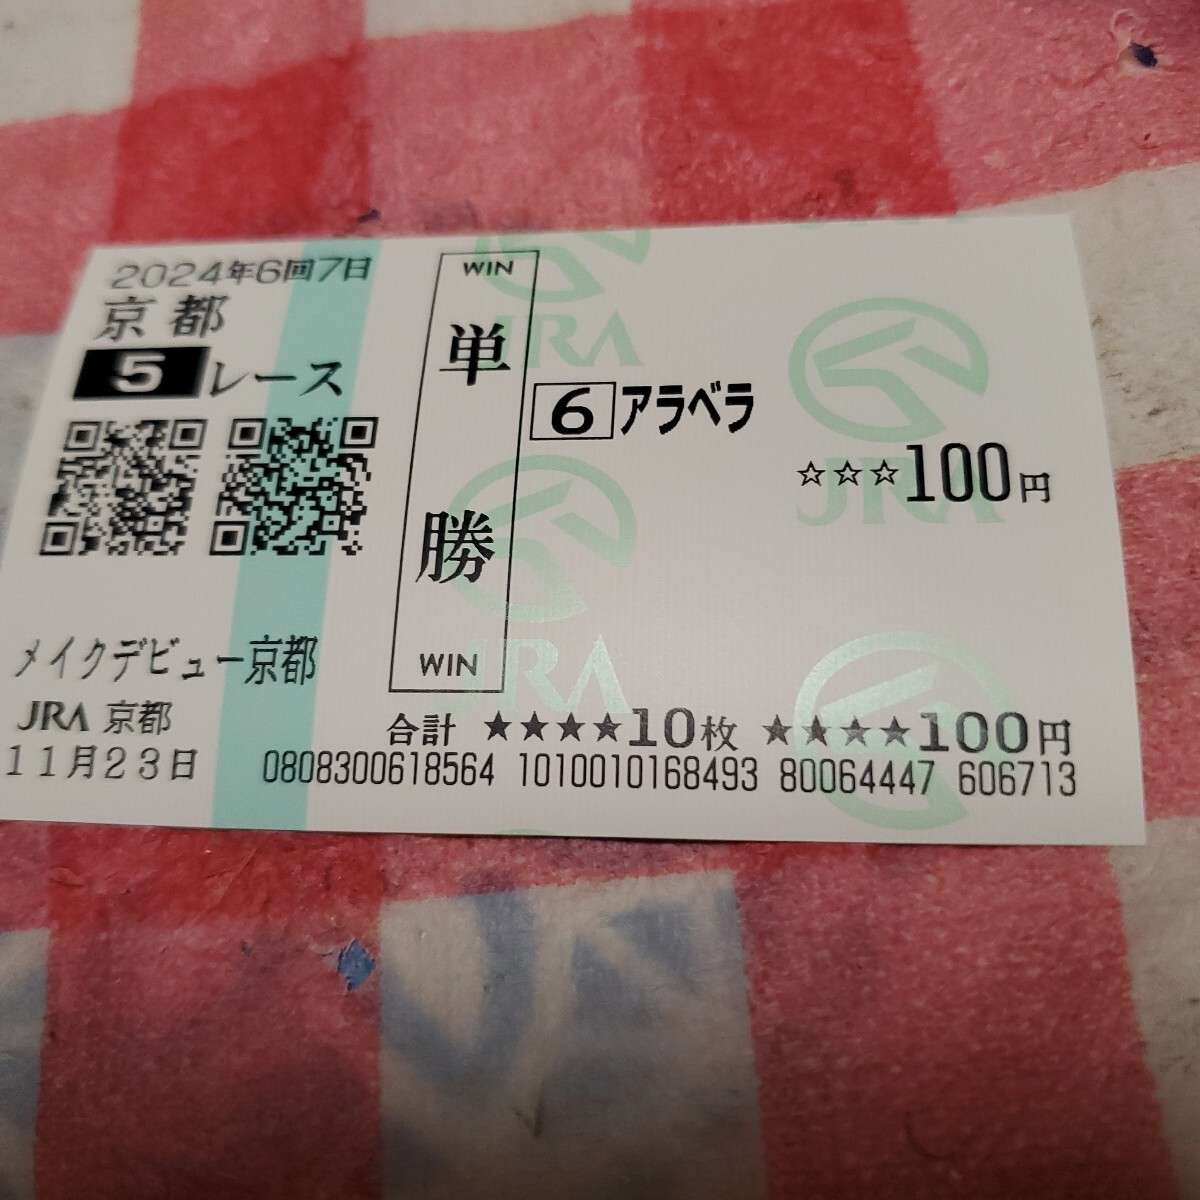 2024年6回7日
京都
5レース
WIN
単勝
WIN
6 アラベラ
☆☆☆100円
メイクデビュー京都
JRA 京都
11月23日
合計 ★★★★10枚 ★★★★100円
0808300618564 1010010168493 80064447 606713
JRA
JRA
JRA